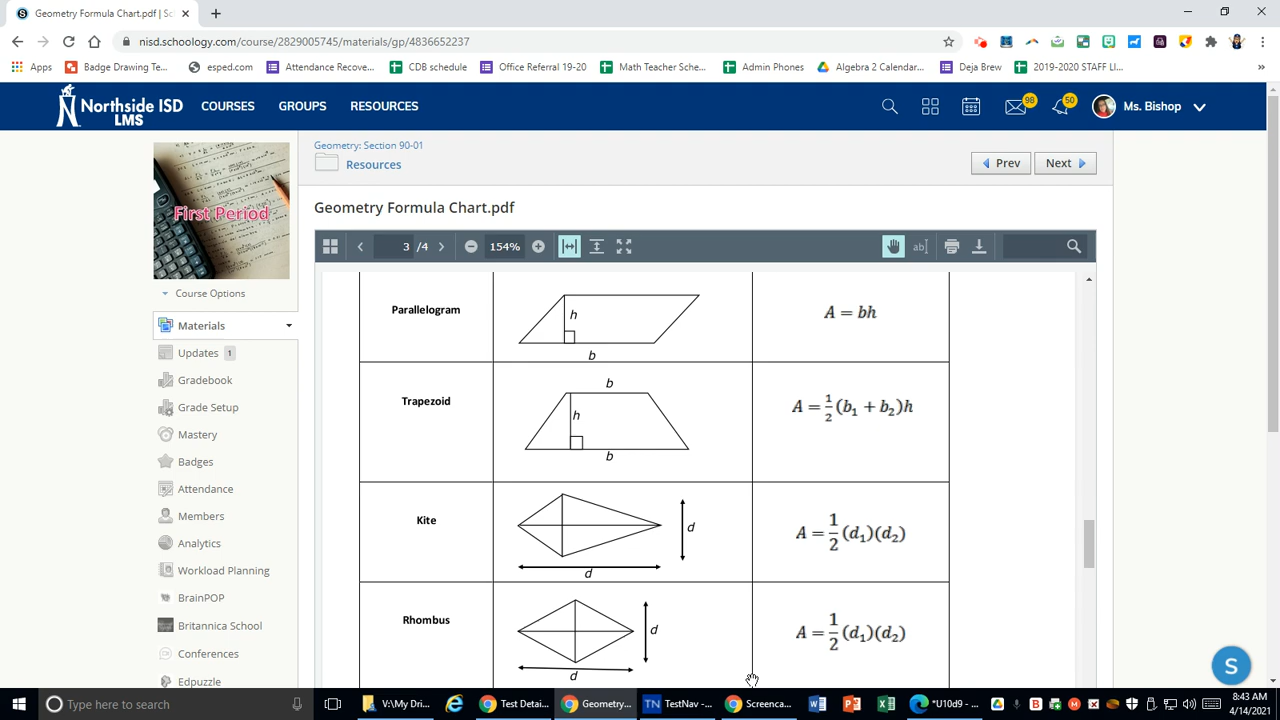 Geometry Formula Chart.pdf | Sc
nisd.schoology.com/course/2829005745/materials/gp/4836652237
Apps Badge Drawing Te... esped.com Attendance Recove... CDB schedule Office Referral 19-20 Math Teacher Sche... Admin Phones Algebra 2 Calendar... Deja Brew 2019-2020 STAFF LI... »
Northside ISD
LMS
COURSES GROUPS RESOURCES 98 50 Ms. Bishop
First Period
Course Options
Materials
Updates 1
Gradebook
Grade Setup
Mastery
Badges
Attendance
Members
Analytics
Workload Planning
BrainPOP
Britannica School
Conferences
Edpuzzle
Geometry: Section 90-01
Resources
Prev Next
Geometry Formula Chart.pdf
3 /4 154% ab
Parallelogram h b A = bh
Trapezoid b h b A = 1/2 (b₁ + b₂)h
Kite d d A = 1/2 (d₁)(d₂)
Rhombus d d A = 1/2 (d₁)(d₂)
S
Type here to search V:\My Dri... Test Detai... Geometry,... TN TestNav -... Screenca... *U10d9 -...
8:43 AM
4/14/2021